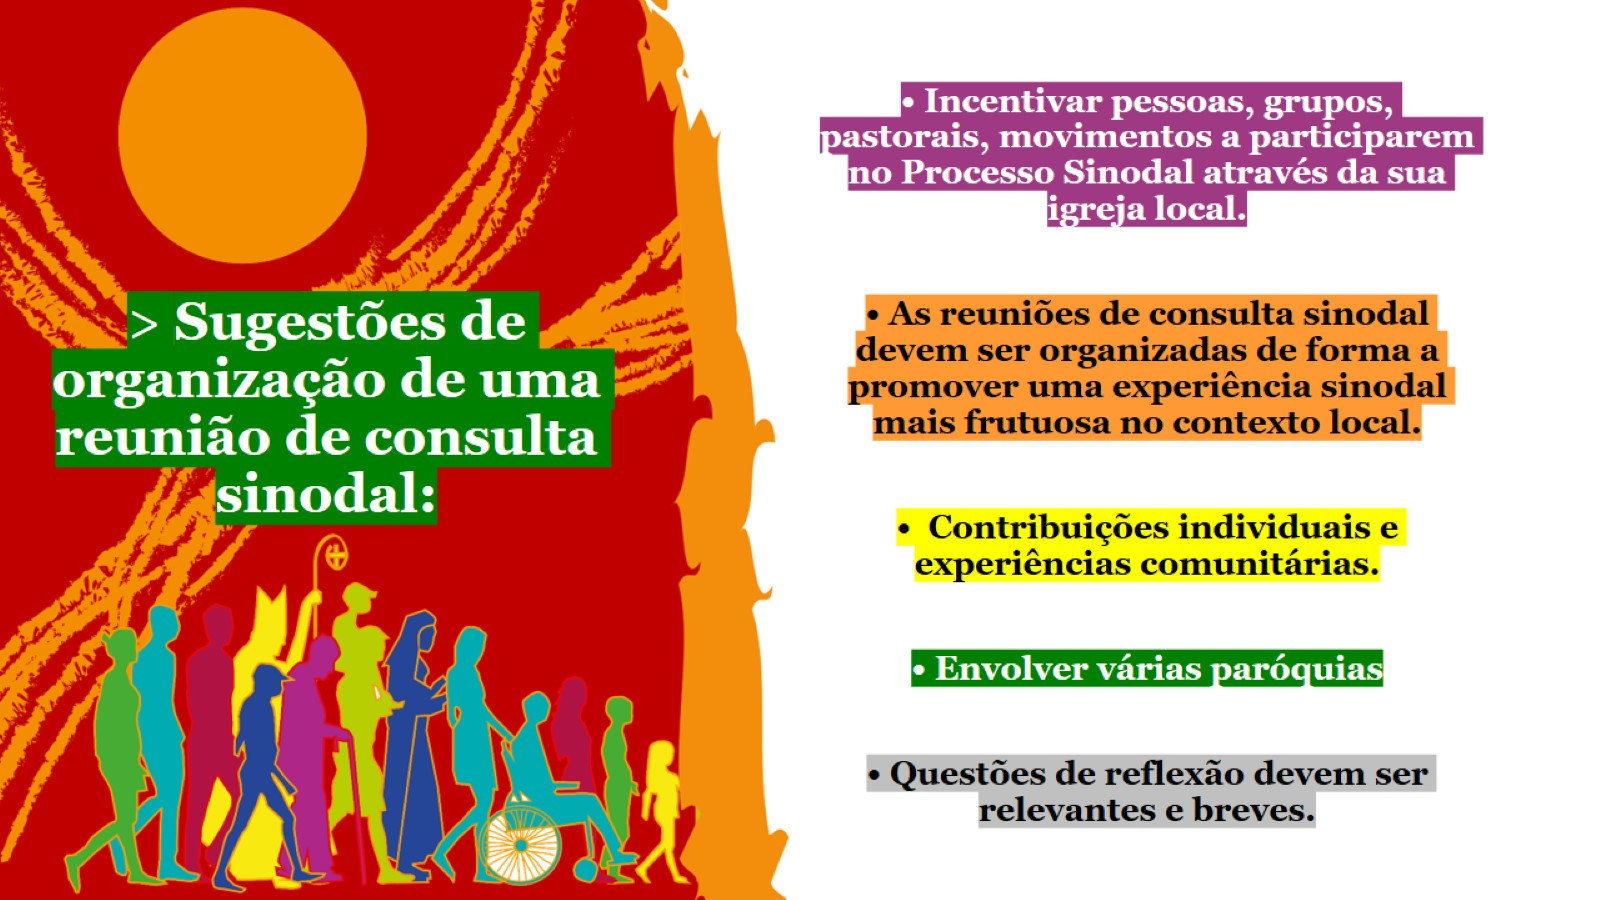 > Sugestões de
organização de uma
reunião de consulta
sinodal:
• Incentivar pessoas, grupos,
pastorais, movimentos a participarem
no Processo Sinodal através da sua
igreja local.
• As reuniões de consulta sinodal
devem ser organizadas de forma a
promover uma experiência sinodal
mais frutuosa no contexto local.
• Contribuições individuais e
experiências comunitárias.
• Envolver várias paróquias
• Questões de reflexão devem ser
relevantes e breves.